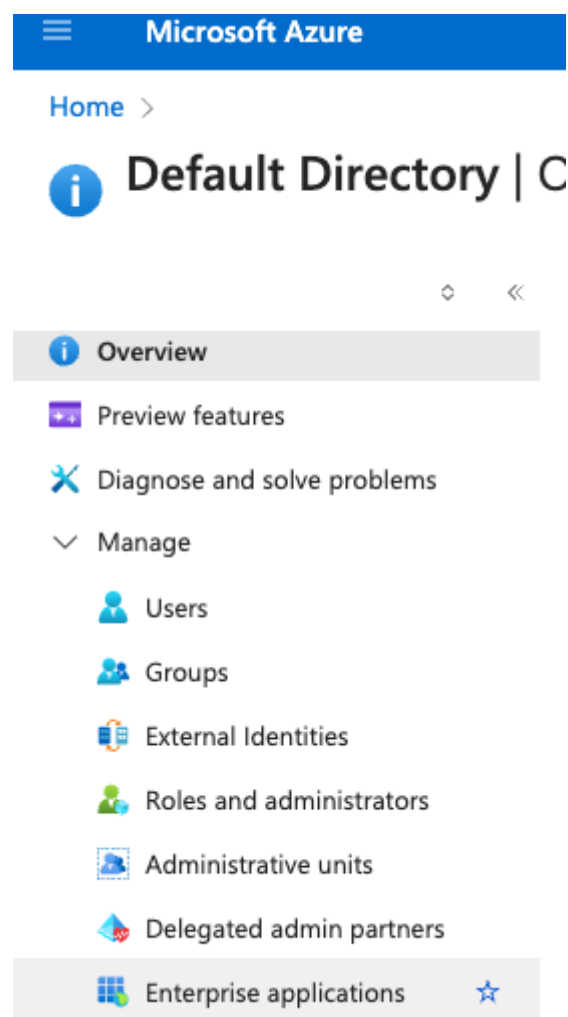 Microsoft Azure
Home >
Default Directory |
Overview
Preview features
Diagnose and solve problems
Manage
Users
Groups
External Identities
Roles and administrators
Administrative units
Delegated admin partners
Enterprise applications